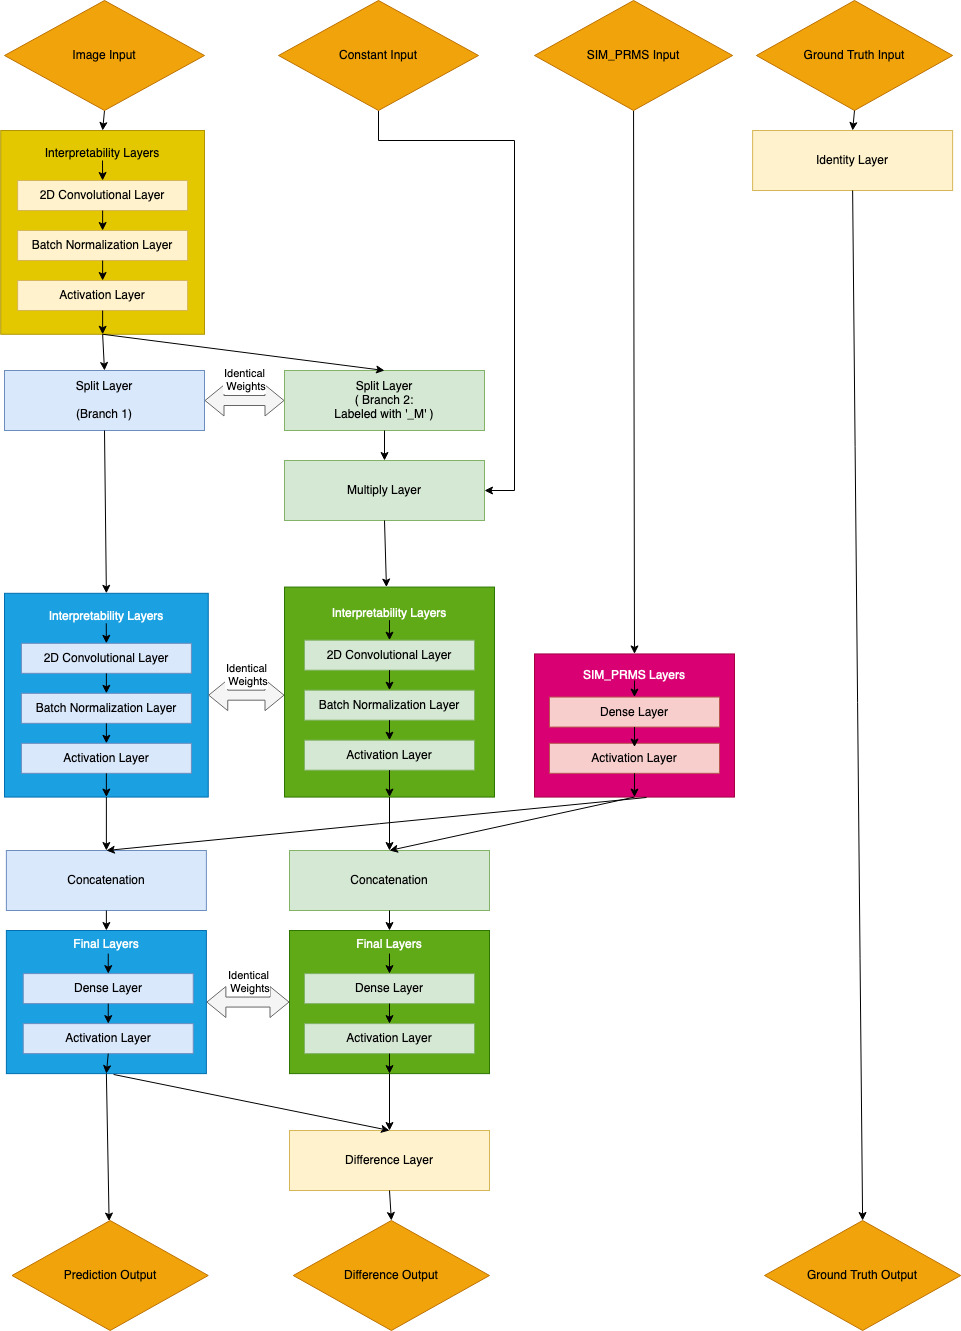 Image Input
Constant Input
SIM_PRMS Input
Ground Truth Input
Interpretability Layers
2D Convolutional Layer
Batch Normalization Layer
Activation Layer
Identity Layer
Split Layer
(Branch 1)
Identical
Weights
Split Layer
( Branch 2:
Labeled with '_M' )
Multiply Layer
Interpretability Layers
2D Convolutional Layer
Batch Normalization Layer
Activation Layer
Identical
Weights
Interpretability Layers
2D Convolutional Layer
Batch Normalization Layer
Activation Layer
SIM_PRMS Layers
Dense Layer
Activation Layer
Concatenation
Concatenation
Final Layers
Dense Layer
Activation Layer
Identical
Weights
Final Layers
Dense Layer
Activation Layer
Difference Layer
Prediction Output
Difference Output
Ground Truth Output